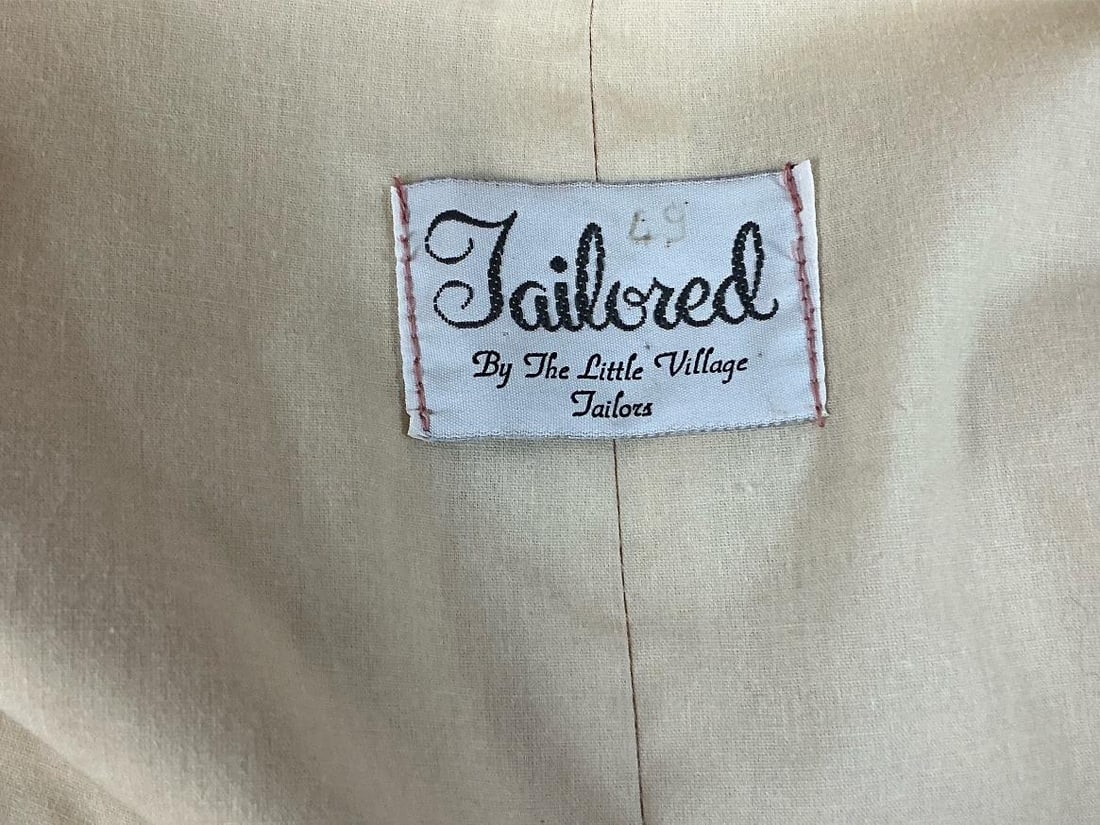 49
Tailored
By The Little Village
Tailors